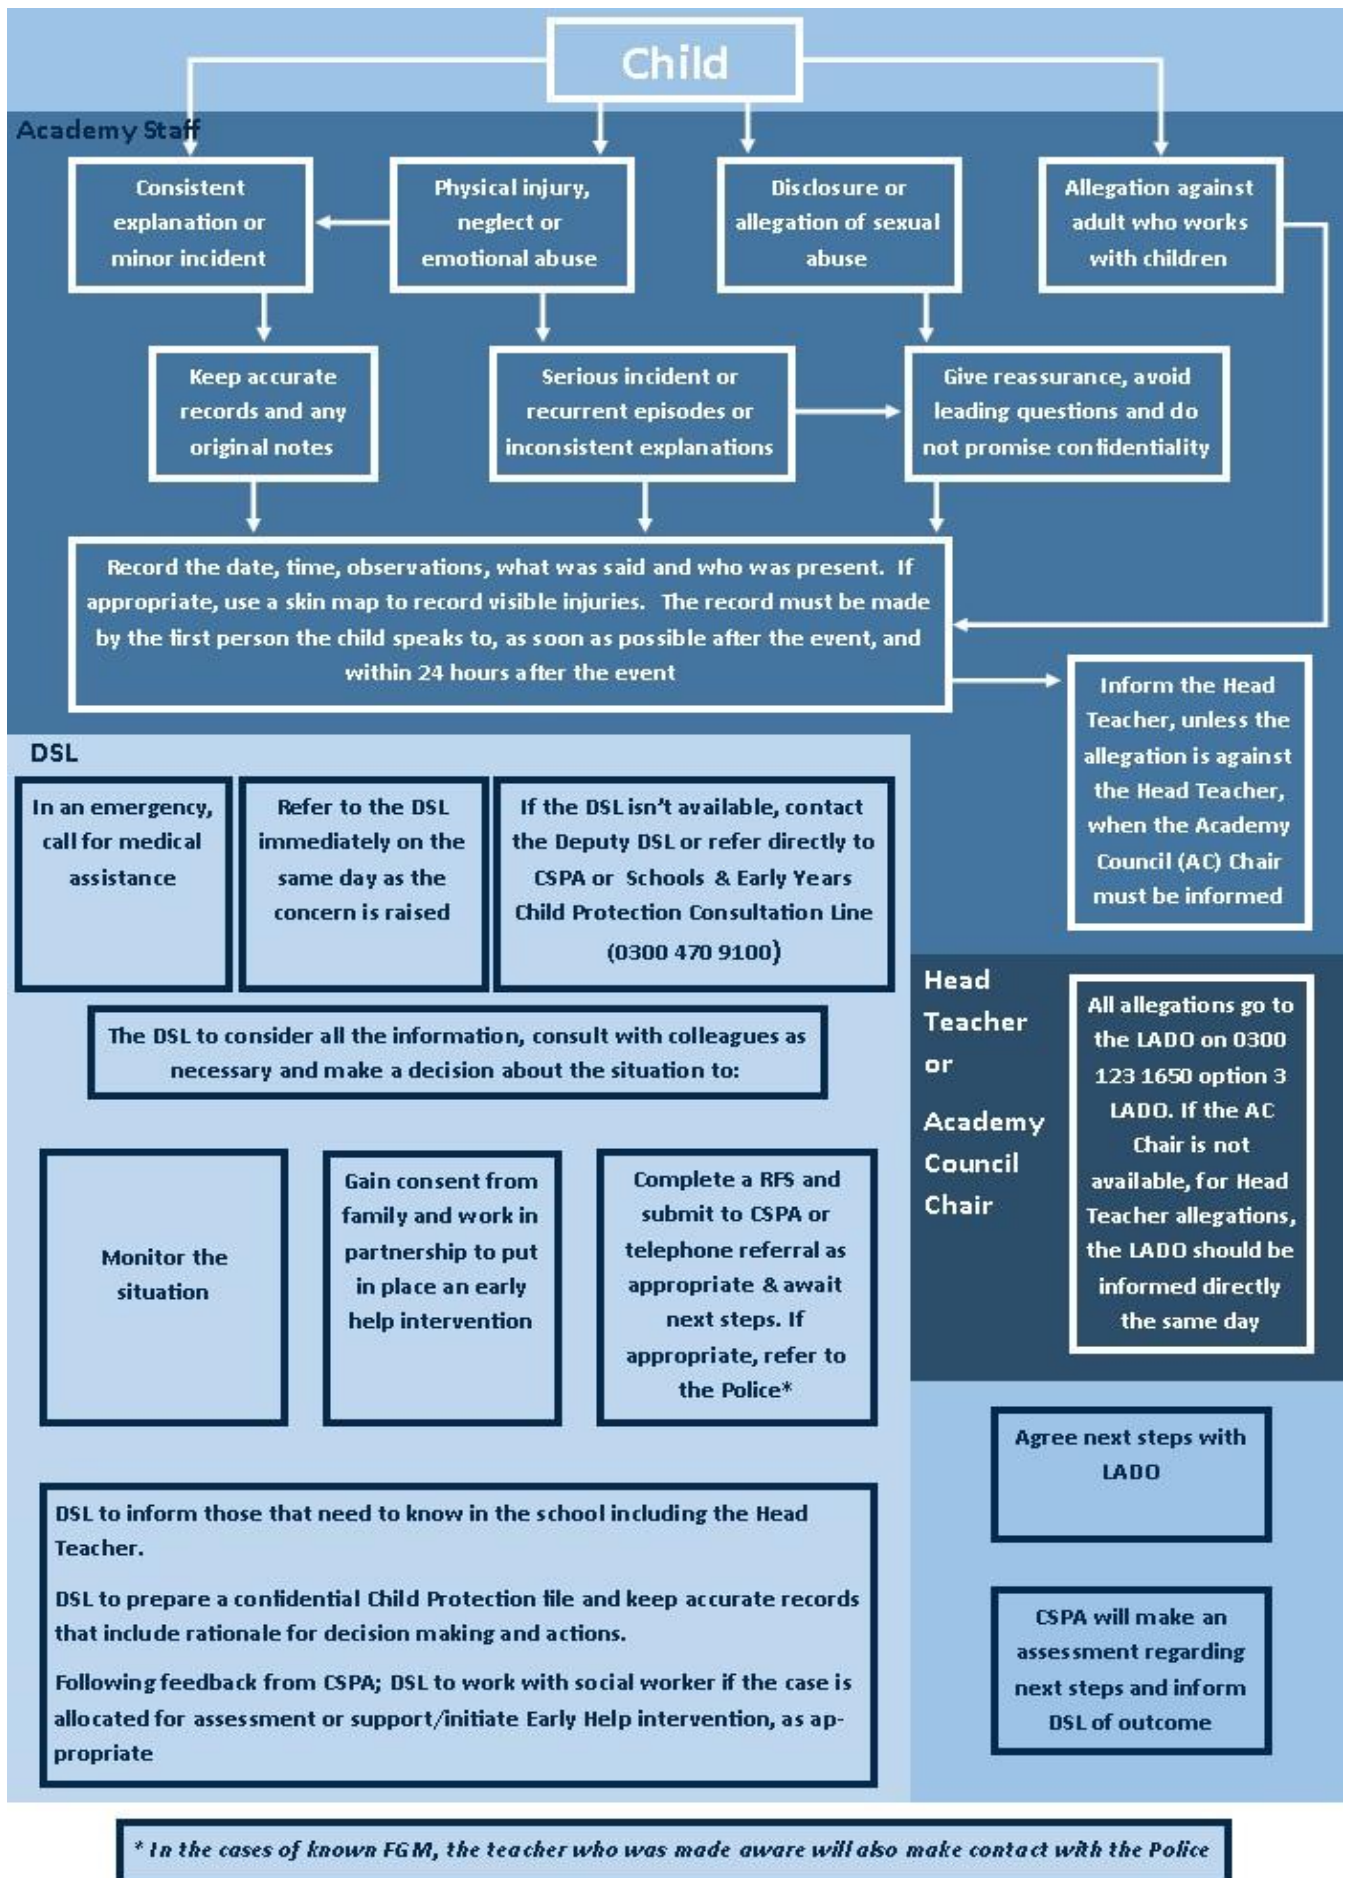 Child
Academy Staff
Consistent
explanation or
minor incident
Physical injury,
neglect or
emotional abuse
Disclosure or
allegation of sexual
abuse
Allegation against
adult who works
with children
Keep accurate
records and any
original notes
Serious incident or
recurrent episodes or
inconsistent explanations
Give reassurance, avoid
leading questions and do
not promise confidentiality
Record the date, time, observations, what was said and who was present. If
appropriate, use a skin map to record visible injuries. The record must be made
by the first person the child speaks to, as soon as possible after the event, and
within 24 hours after the event
Inform the Head
Teacher, unless the
allegation is against
the Head Teacher,
when the Academy
Council (AC) Chair
must be informed
DSL
In an emergency,
call for medical
assistance
Refer to the DSL
immediately on the
same day as the
concern is raised
If the DSL isn't available, contact
the Deputy DSL or refer directly to
CSPA or Schools & Early Years
Child Protection Consultation Line
(0300 470 9100)
The DSL to consider all the information, consult with colleagues as
necessary and make a decision about the situation to:
Head
Teacher
or
Academy
Council
Chair
All allegations go to
the LADO on 0300
123 1650 option 3
LADO. If the AC
Chair is not
available, for Head
Teacher allegations,
the LADO should be
informed directly
the same day
Monitor the
situation
Gain consent from
family and work in
partnership to put
in place an early
help intervention
Complete a RFS and
submit to CSPA or
telephone referral as
appropriate & await
next steps. If
appropriate, refer to
the Police*
Agree next steps with
LADO
DSL to inform those that need to know in the school including the Head
Teacher.
DSL to prepare a confidential Child Protection file and keep accurate records
that include rationale for decision making and actions.
Following feedback from CSPA; DSL to work with social worker if the case is
allocated for assessment or support/initiate Early Help intervention, as ap-
propriate
CSPA will make an
assessment regarding
next steps and inform
DSL of outcome
* In the cases of known FGM, the teacher who was made aware will also make contact with the Police